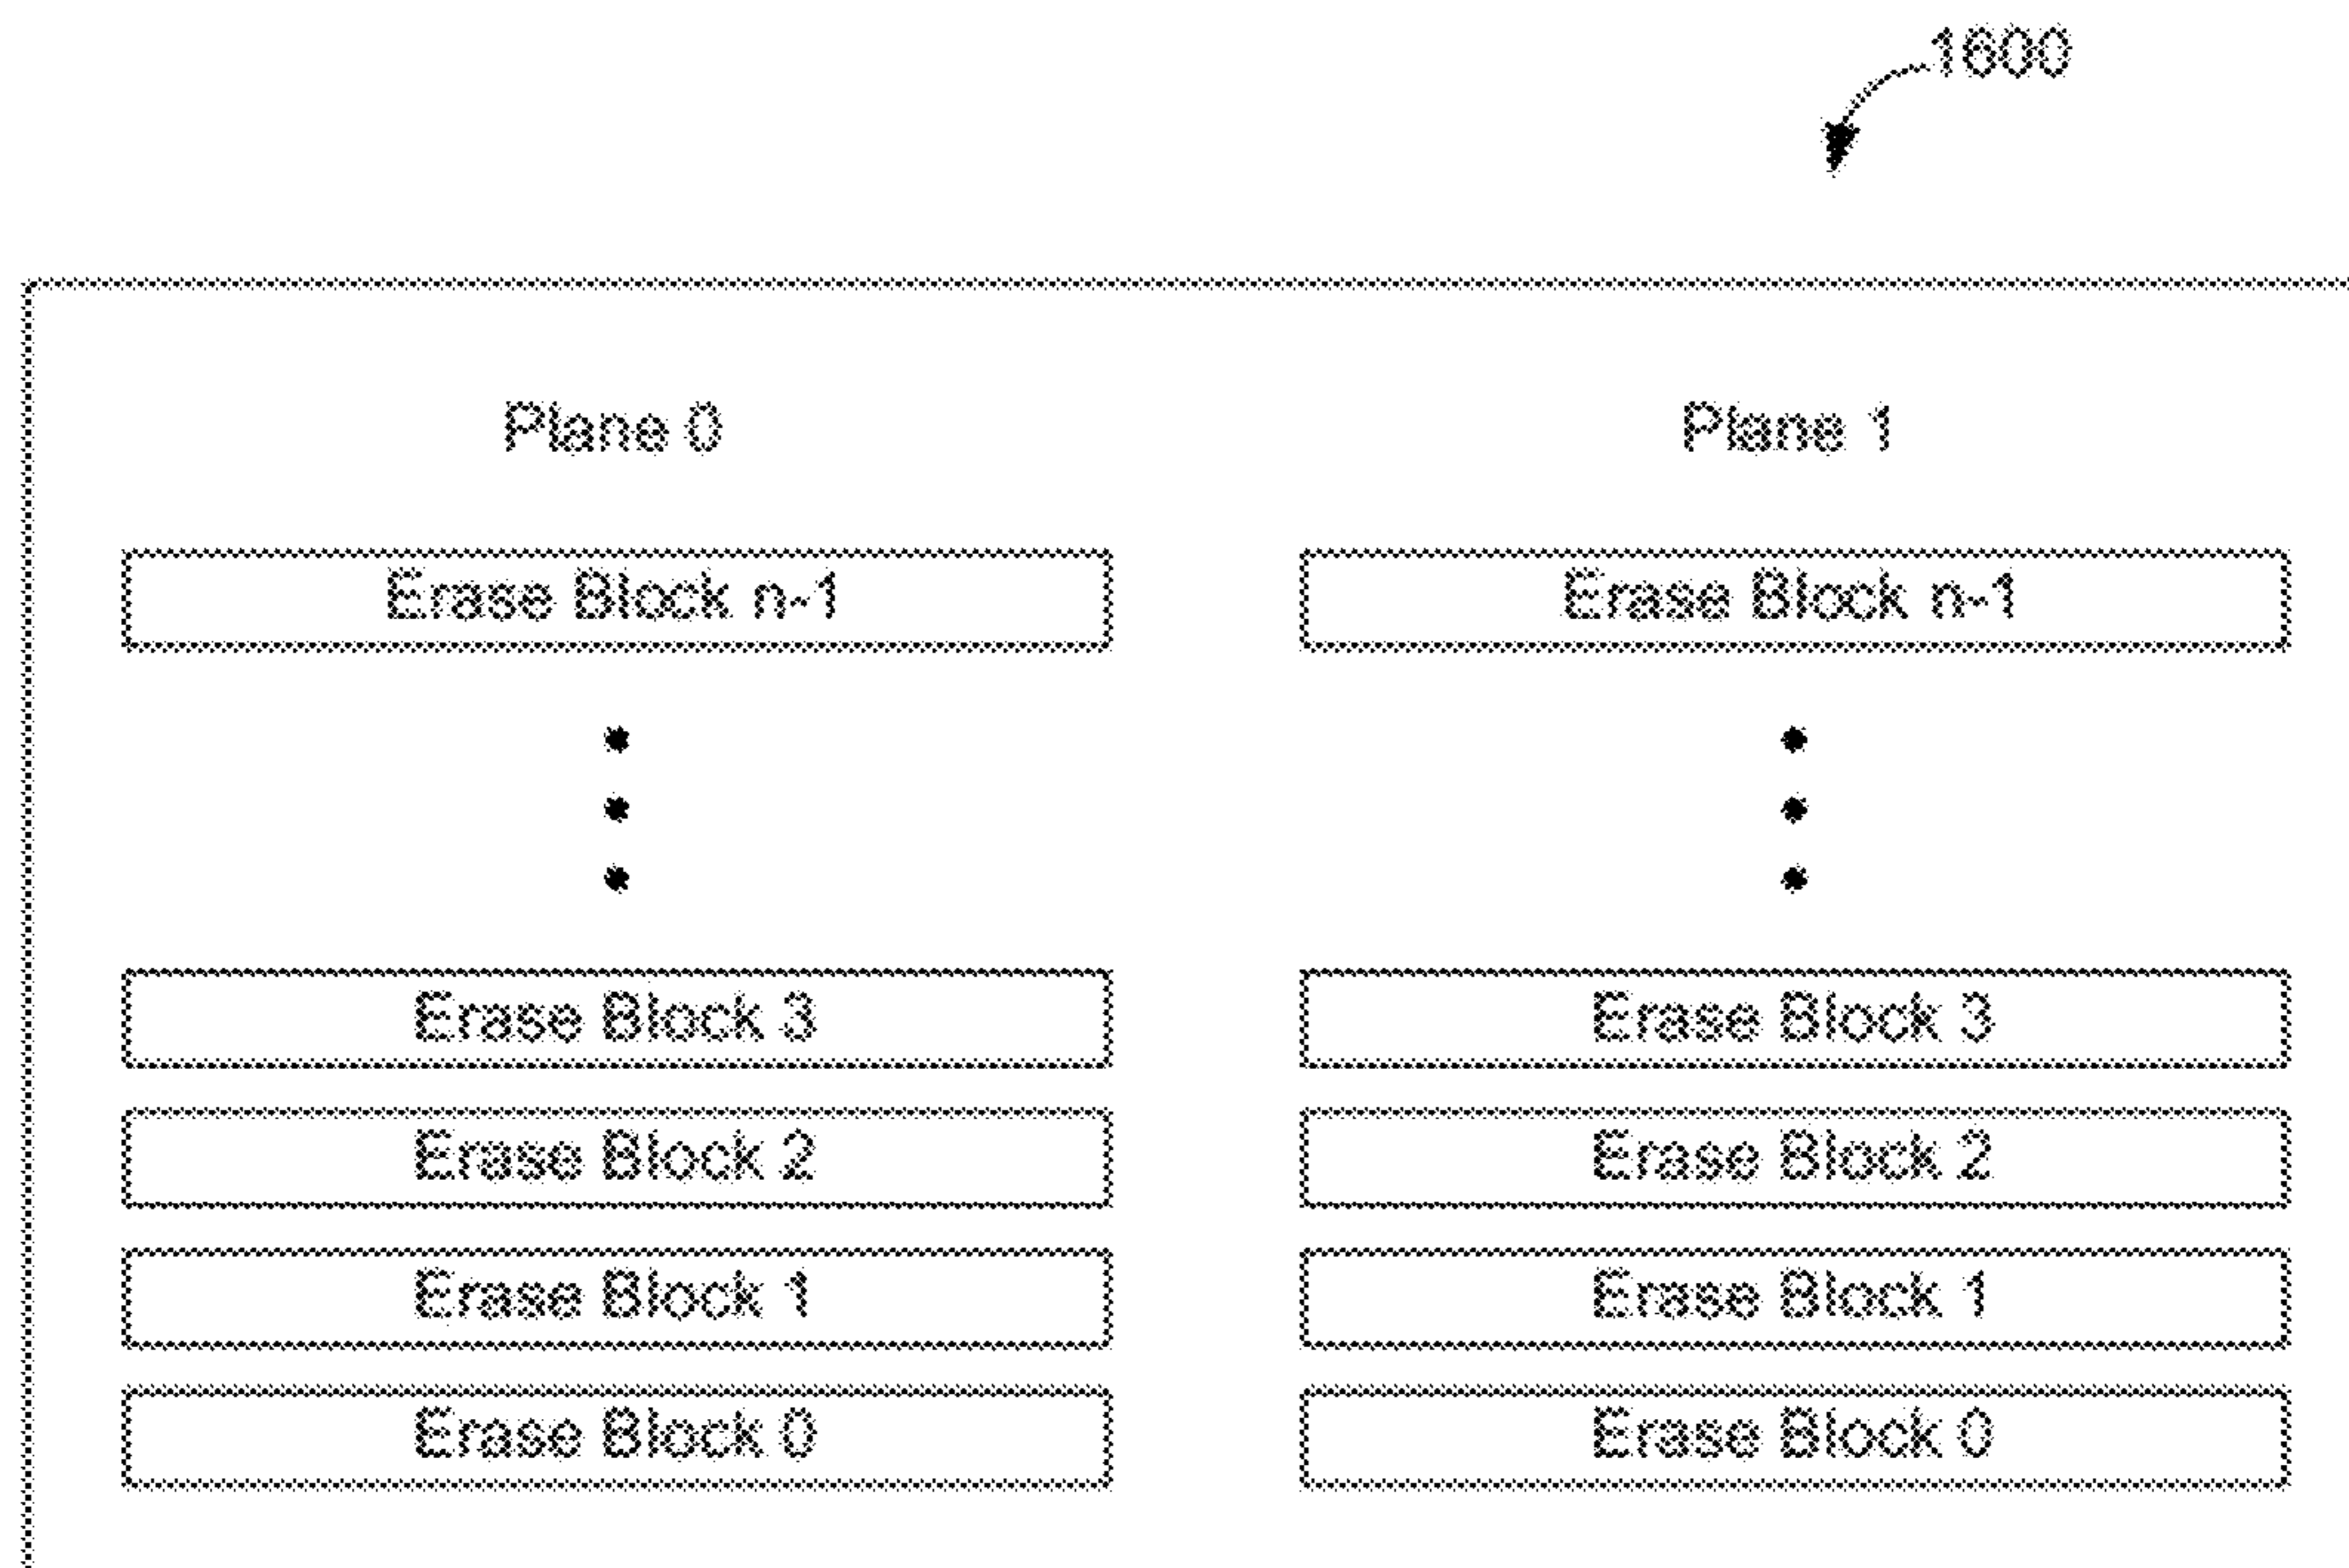 1600
Plane 0 Plane 1
Erase Block n-1 Erase Block n-1
Erase Block 3 Erase Block 3
Erase Block 2 Erase Block 2
Erase Block 1 Erase Block 1
Erase Block 0 Erase Block 0